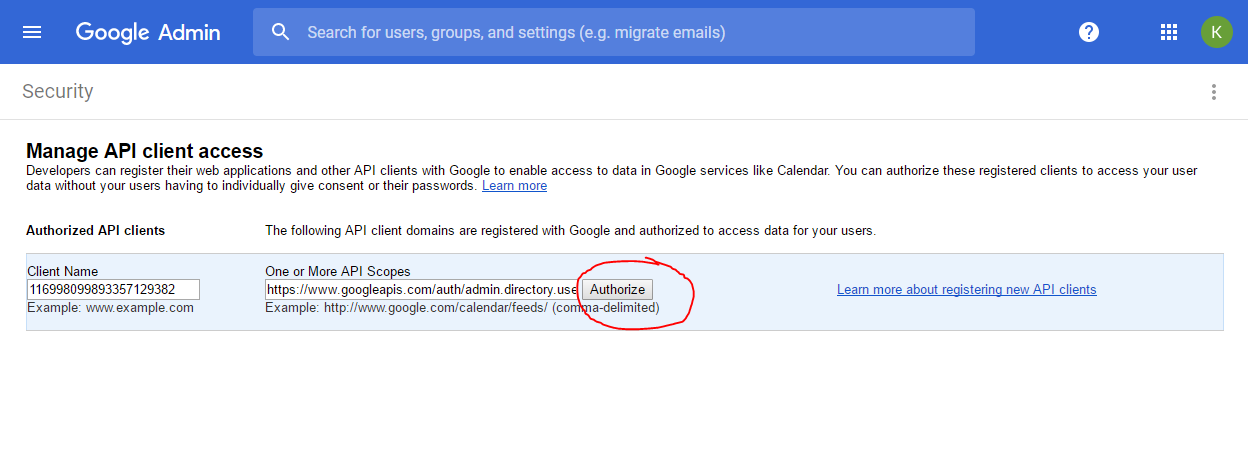 Google Admin
Search for users, groups, and settings (e.g. migrate emails)
?
K
Security
Manage API client access
Developers can register their web applications and other API clients with Google to enable access to data in Google services like Calendar. You can authorize these registered clients to access your user
data without your users having to individually give consent or their passwords. Learn more
Authorized API clients
The following API client domains are registered with Google and authorized to access data for your users.
Client Name
One or More API Scopes
116998099893357129382
https://www.googleapis.com/auth/admin.directory.use
Authorize
Learn more about registering new API clients
Example: www.example.com
Example: http://www.google.com/calendar/feeds/ (comma-delimited)